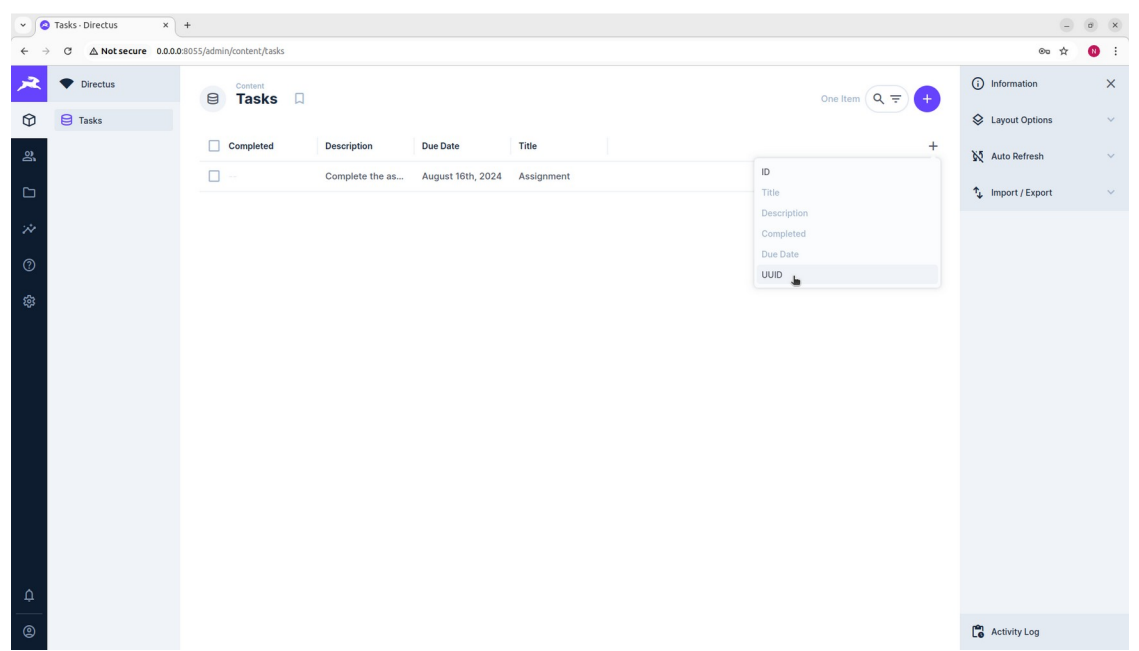 Tasks · Directus
Not secure 0.0.0.0:8055/admin/content/tasks
N
Directus
Tasks
Content
Tasks
One Item
Completed Description Due Date Title
-- Complete the as... August 16th, 2024 Assignment
ID
Title
Description
Completed
Due Date
UUID
Information
Layout Options
Auto Refresh
Import / Export
Activity Log